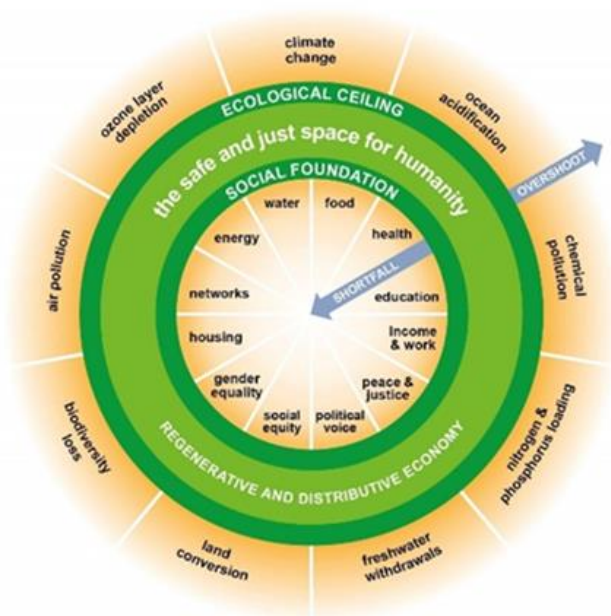 climate
change
ocean
acidification
chemical
pollution
nitrogen &
phosphorus loading
freshwater
withdrawals
land
conversion
biodiversity
loss
air pollution
ozone layer
depletion
ECOLOGICAL CEILING
the safe and just space for humanity
SOCIAL FOUNDATION
OVERSHOOT
SHORTFALL
water
food
health
education
Income
& work
peace &
justice
political
voice
social
equity
gender
equality
housing
networks
energy
REGENERATIVE AND DISTRIBUTIVE ECONOMY